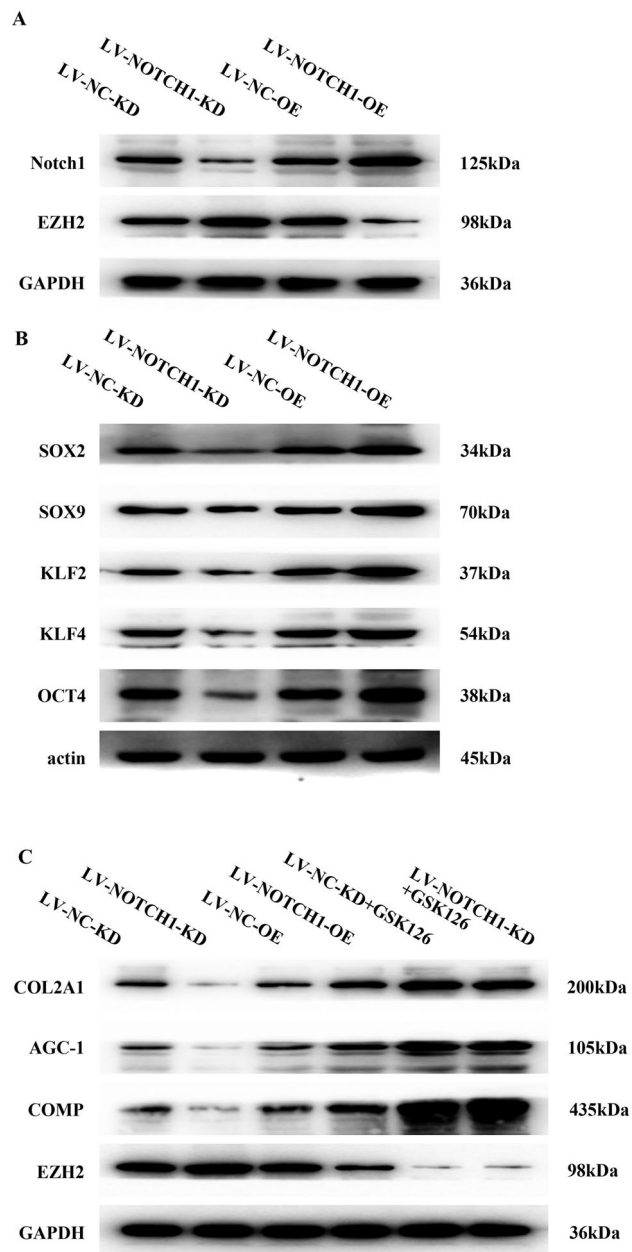 A
LV-NC-KD
LV-NOTCH1-KD
LV-NC-OE
LV-NOTCH1-OE
Notch1 125kDa
EZH2 98kDa
GAPDH 36kDa
B
LV-NC-KD
LV-NOTCH1-KD
LV-NC-OE
LV-NOTCH1-OE
SOX2 34kDa
SOX9 70kDa
KLF2 37kDa
KLF4 54kDa
OCT4 38kDa
actin 45kDa
C
LV-NC-KD
LV-NOTCH1-KD
LV-NC-OE
LV-NOTCH1-OE
LV-NC-KD+GSK126
LV-NOTCH1-KD
+GSK126
COL2A1 200kDa
AGC-1 105kDa
COMP 435kDa
EZH2 98kDa
GAPDH 36kDa